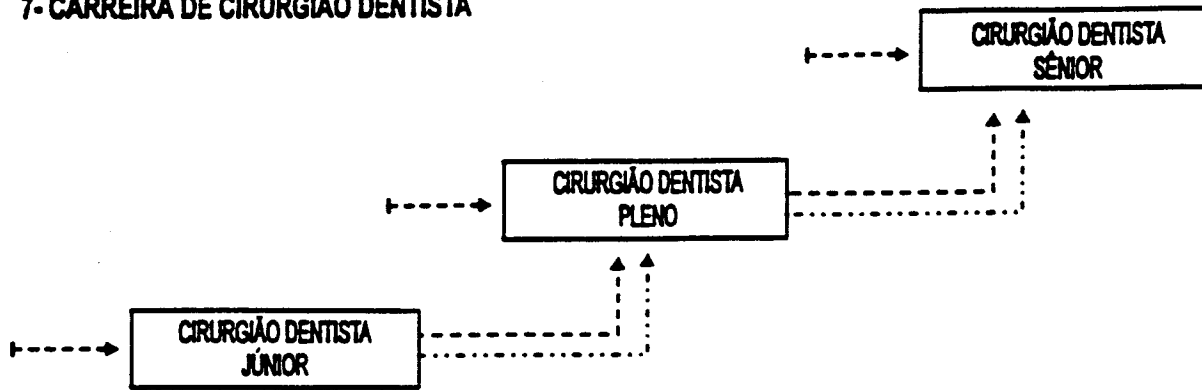 7- CARREIRA DE CIRURGIÃO DENTISTA
CIRURGIÃO DENTISTA
SÊNIOR
CIRURGIÃO DENTISTA
PLENO
CIRURGIÃO DENTISTA
JÚNIOR